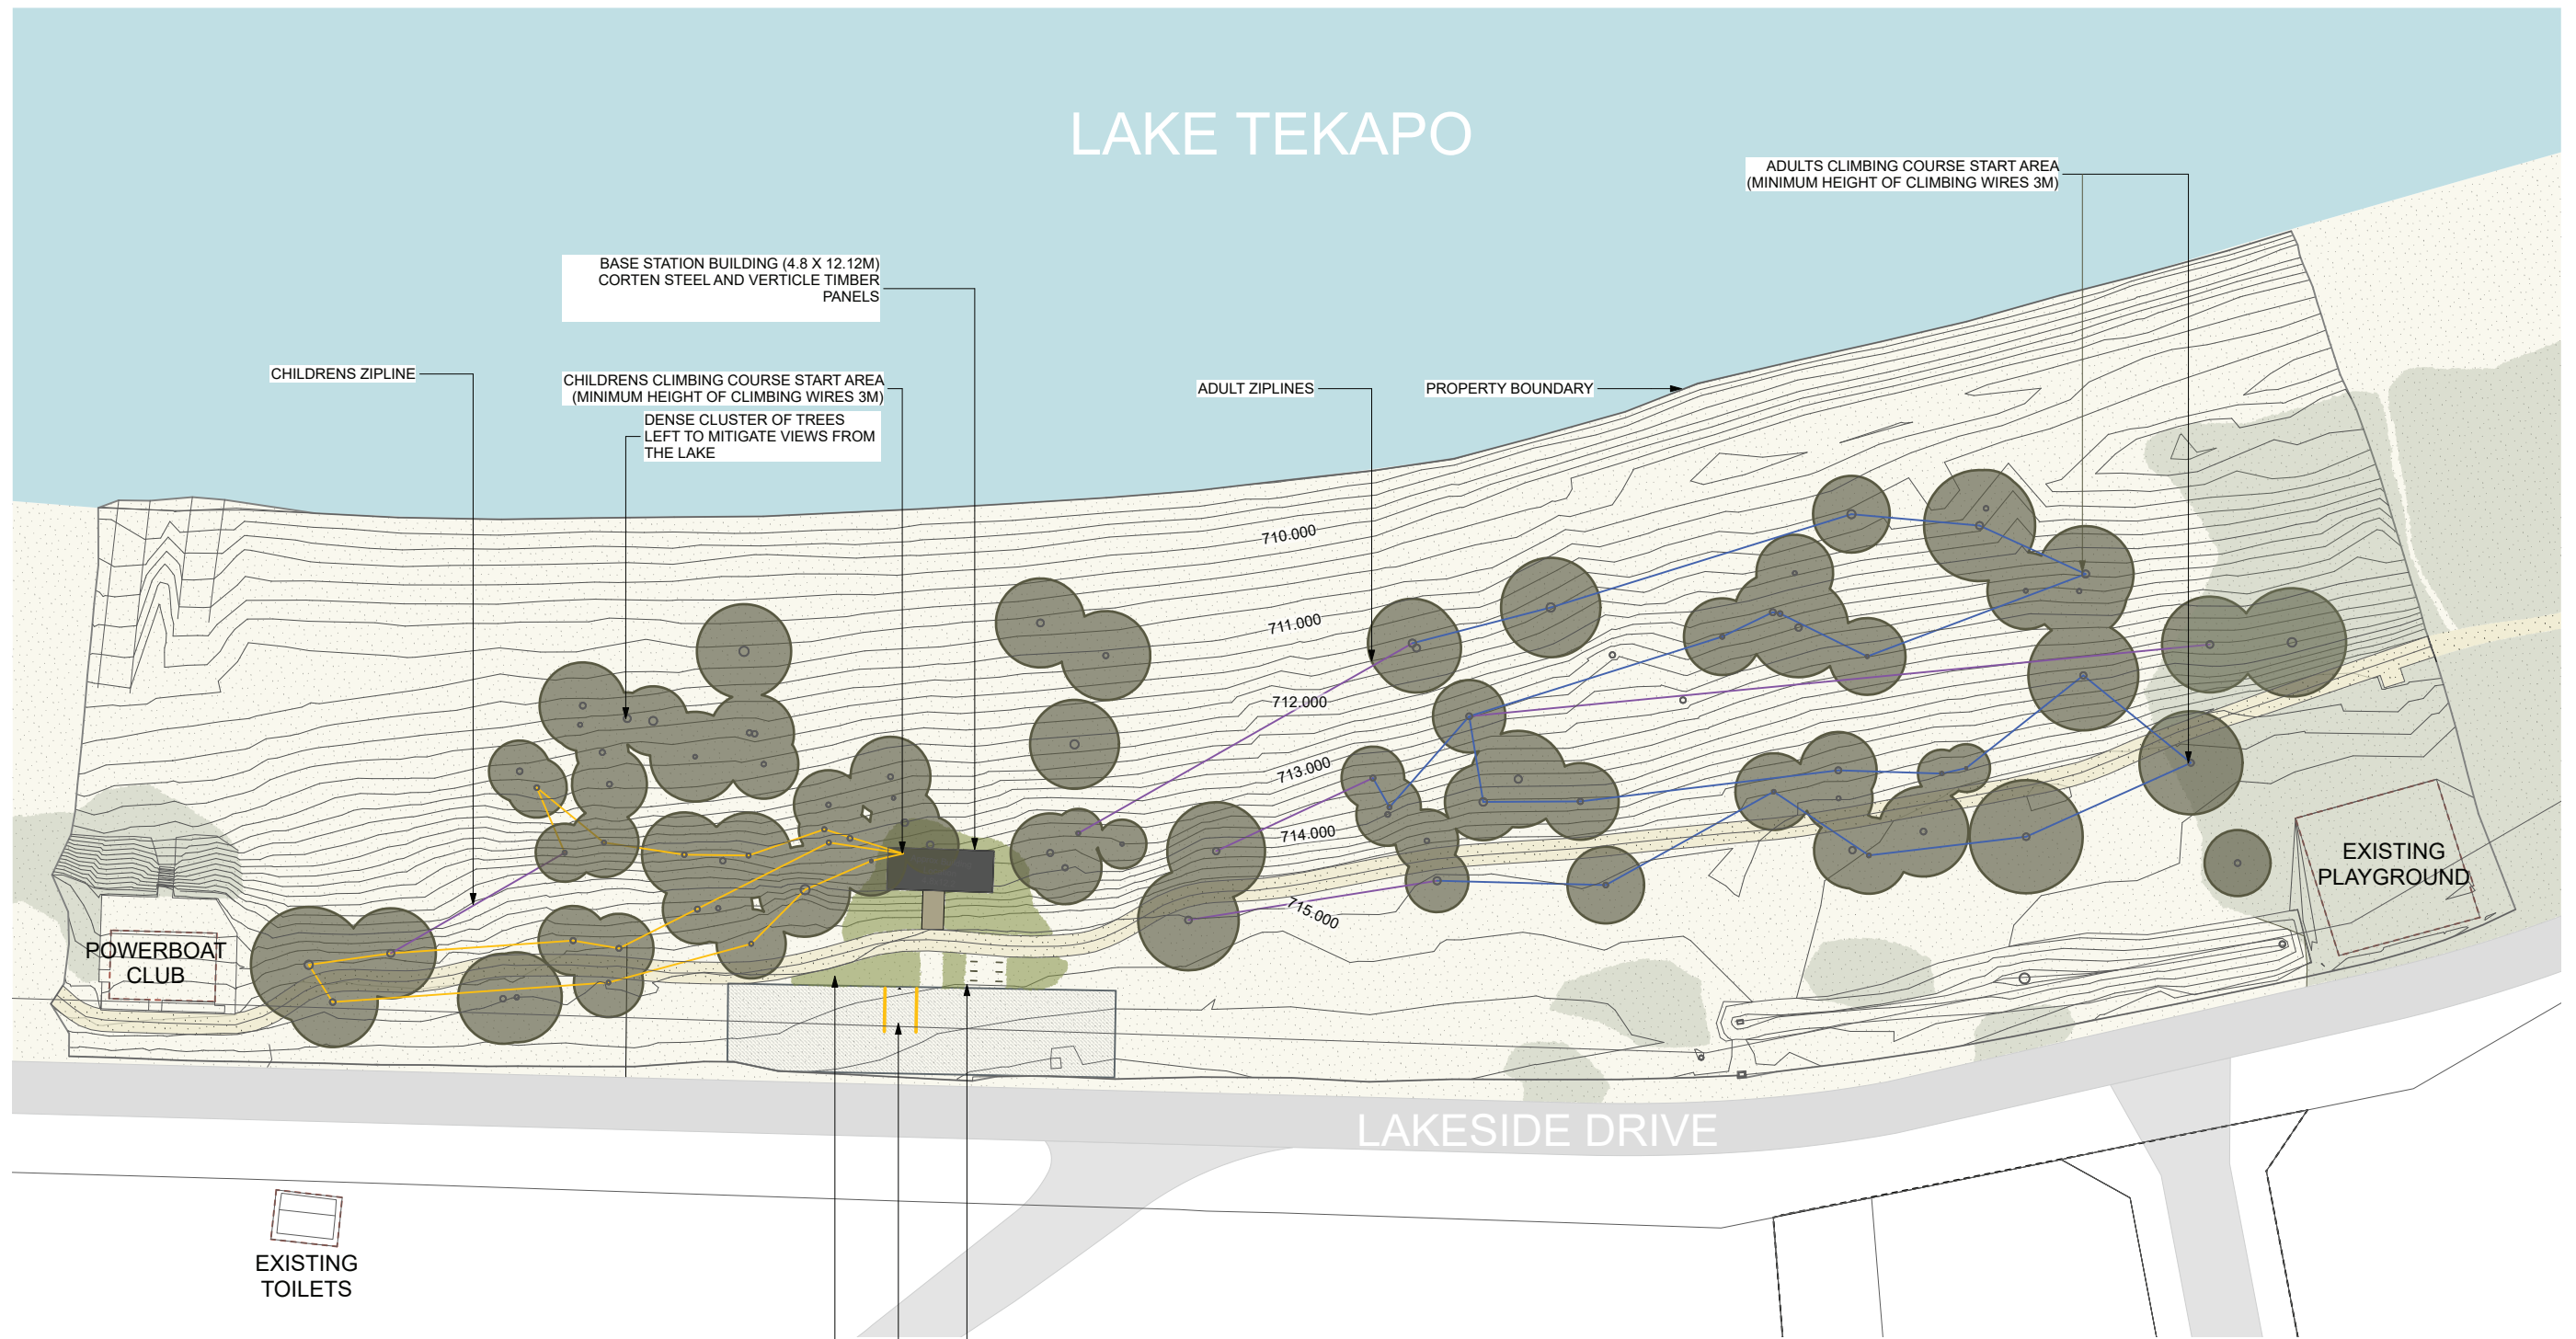 LAKE TEKAPO
ADULTS CLIMBING COURSE START AREA
(MINIMUM HEIGHT OF CLIMBING WIRES 3M)
BASE STATION BUILDING (4.8 X 12.12M)
CORTEN STEEL AND VERTICLE TIMBER
PANELS
CHILDRENS ZIPLINE
CHILDRENS CLIMBING COURSE START AREA
(MINIMUM HEIGHT OF CLIMBING WIRES 3M)
ADULT ZIPLINES
PROPERTY BOUNDARY
DENSE CLUSTER OF TREES
LEFT TO MITIGATE VIEWS FROM
THE LAKE
710.000
711.000
712.000
713.000
714.000
715.000
EXISTING
PLAYGROUND
POWERBOAT
CLUB
LAKESIDE DRIVE
EXISTING
TOILETS